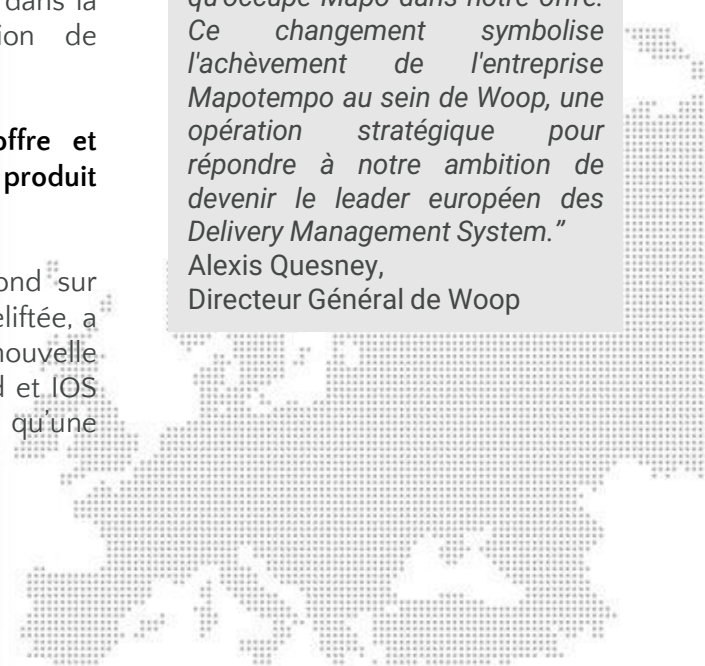 dans la
ion de
offre et
produit
ond sur
eliftée, a
nouvelle
d et IOS
qu'une
qu'occupe Mapo dans notre offre.
Ce changement symbolise
l'achèvement de l'entreprise
Mapotempo au sein de Woop, une
opération stratégique pour
répondre à notre ambition de
devenir le leader européen des
Delivery Management System.”
Alexis Quesney,
Directeur Général de Woop